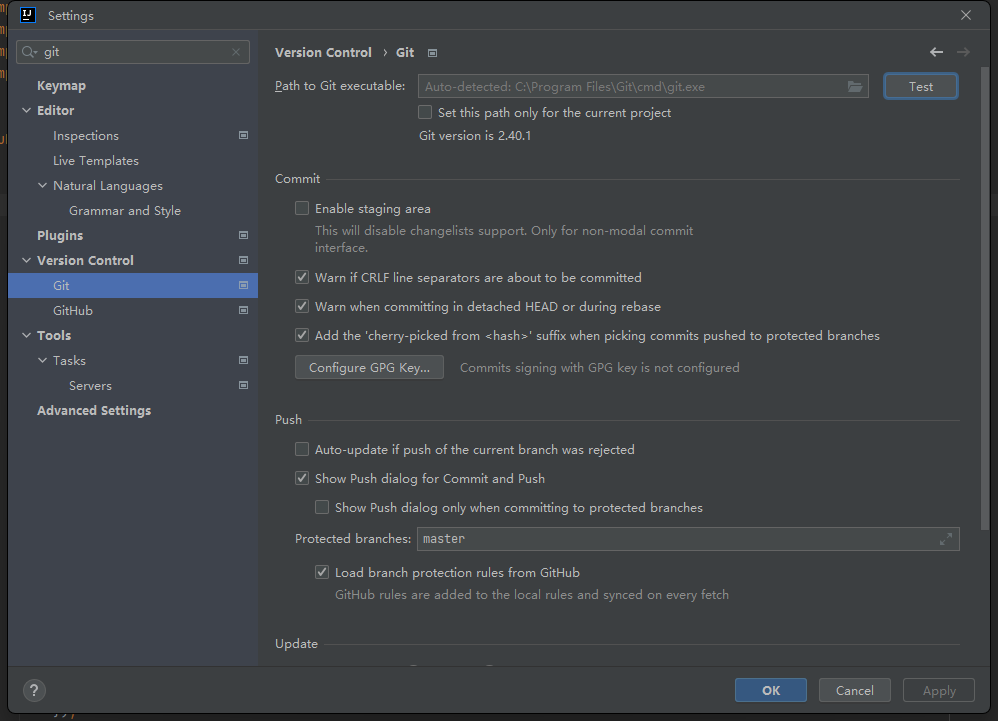 Settings
git
Keymap
Editor
Inspections
Live Templates
Natural Languages
Grammar and Style
Plugins
Version Control
Git
GitHub
Tools
Tasks
Servers
Advanced Settings
Version Control › Git
Path to Git executable: Auto-detected: C:\Program Files\Git\cmd\git.exe Test
Set this path only for the current project
Git version is 2.40.1
Commit
Enable staging area
This will disable changelists support. Only for non-modal commit
interface.
Warn if CRLF line separators are about to be committed
Warn when committing in detached HEAD or during rebase
Add the 'cherry-picked from <hash>' suffix when picking commits pushed to protected branches
Configure GPG Key... Commits signing with GPG key is not configured
Push
Auto-update if push of the current branch was rejected
Show Push dialog for Commit and Push
Show Push dialog only when committing to protected branches
Protected branches: master
Load branch protection rules from GitHub
GitHub rules are added to the local rules and synced on every fetch
Update
? OK Cancel Apply